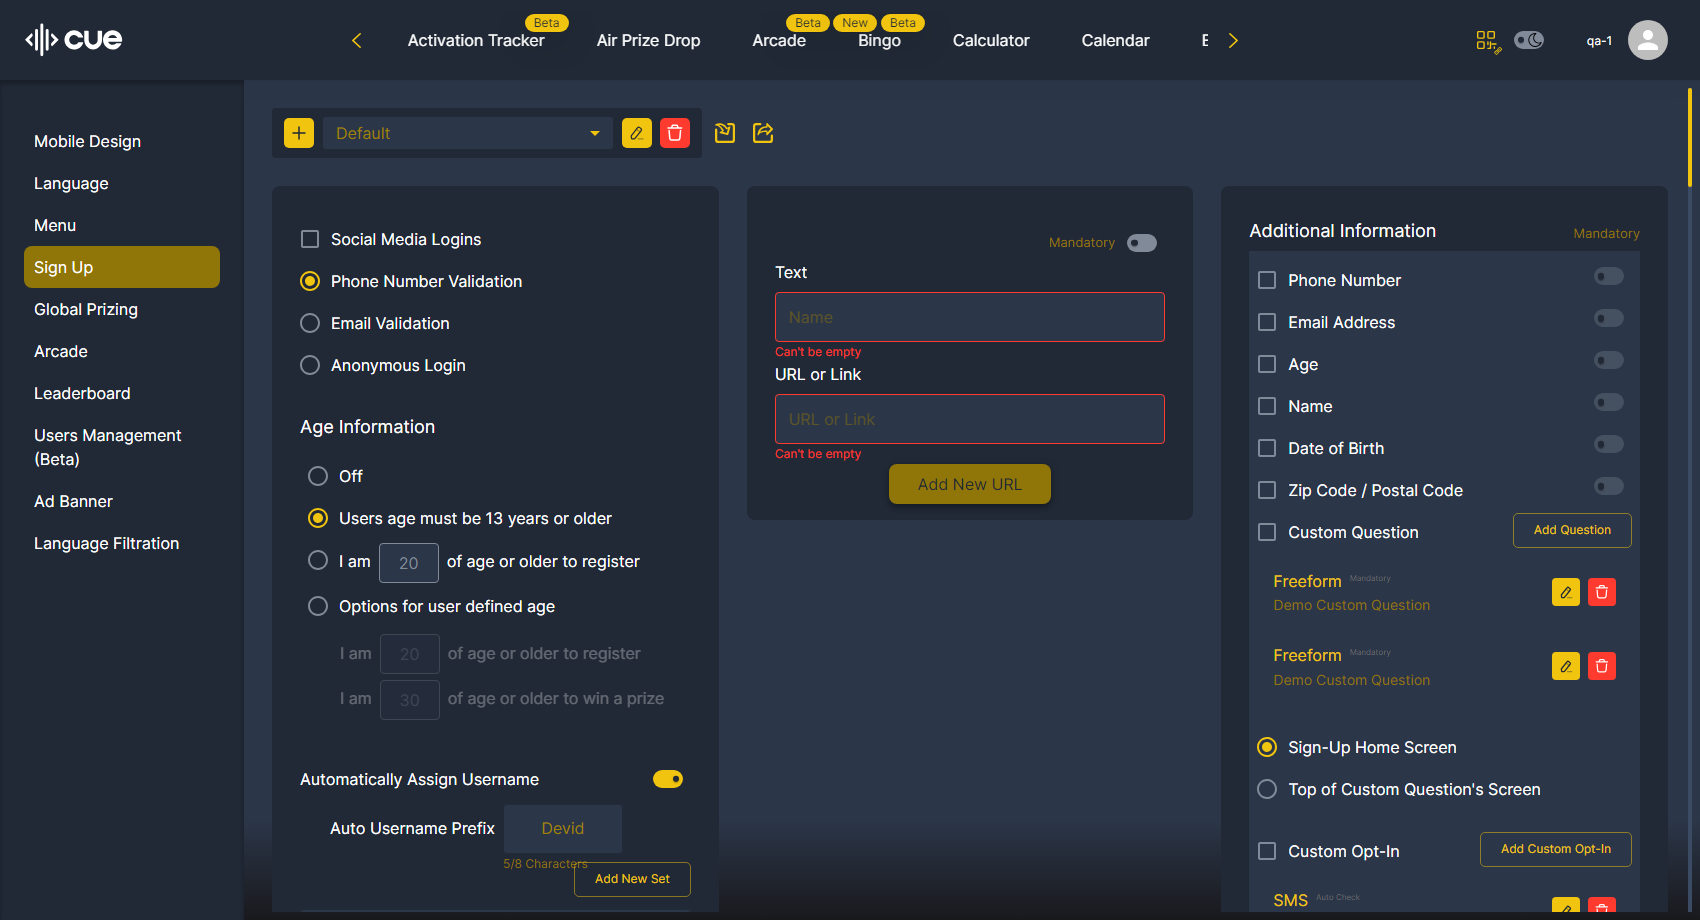 cue
Activation Tracker
Beta
Air Prize Drop
Arcade
Beta
Bingo
New
Beta
Calculator
Calendar
qa-1
Mobile Design
Language
Menu
Sign Up
Global Prizing
Arcade
Leaderboard
Users Management
(Beta)
Ad Banner
Language Filtration
Default
Social Media Logins
Phone Number Validation
Email Validation
Anonymous Login
Age Information
Off
Users age must be 13 years or older
I am 20 of age or older to register
Options for user defined age
I am 20 of age or older to register
I am 30 of age or older to win a prize
Automatically Assign Username
Auto Username Prefix Devid
5/8 Characters
Add New Set
Mandatory
Text
Name
Can't be empty
URL or Link
URL or Link
Can't be empty
Add New URL
Additional Information Mandatory
Phone Number
Email Address
Age
Name
Date of Birth
Zip Code / Postal Code
Custom Question Add Question
Freeform Mandatory
Demo Custom Question
Freeform Mandatory
Demo Custom Question
Sign-Up Home Screen
Top of Custom Question's Screen
Custom Opt-In Add Custom Opt-In
SMS Auto Check